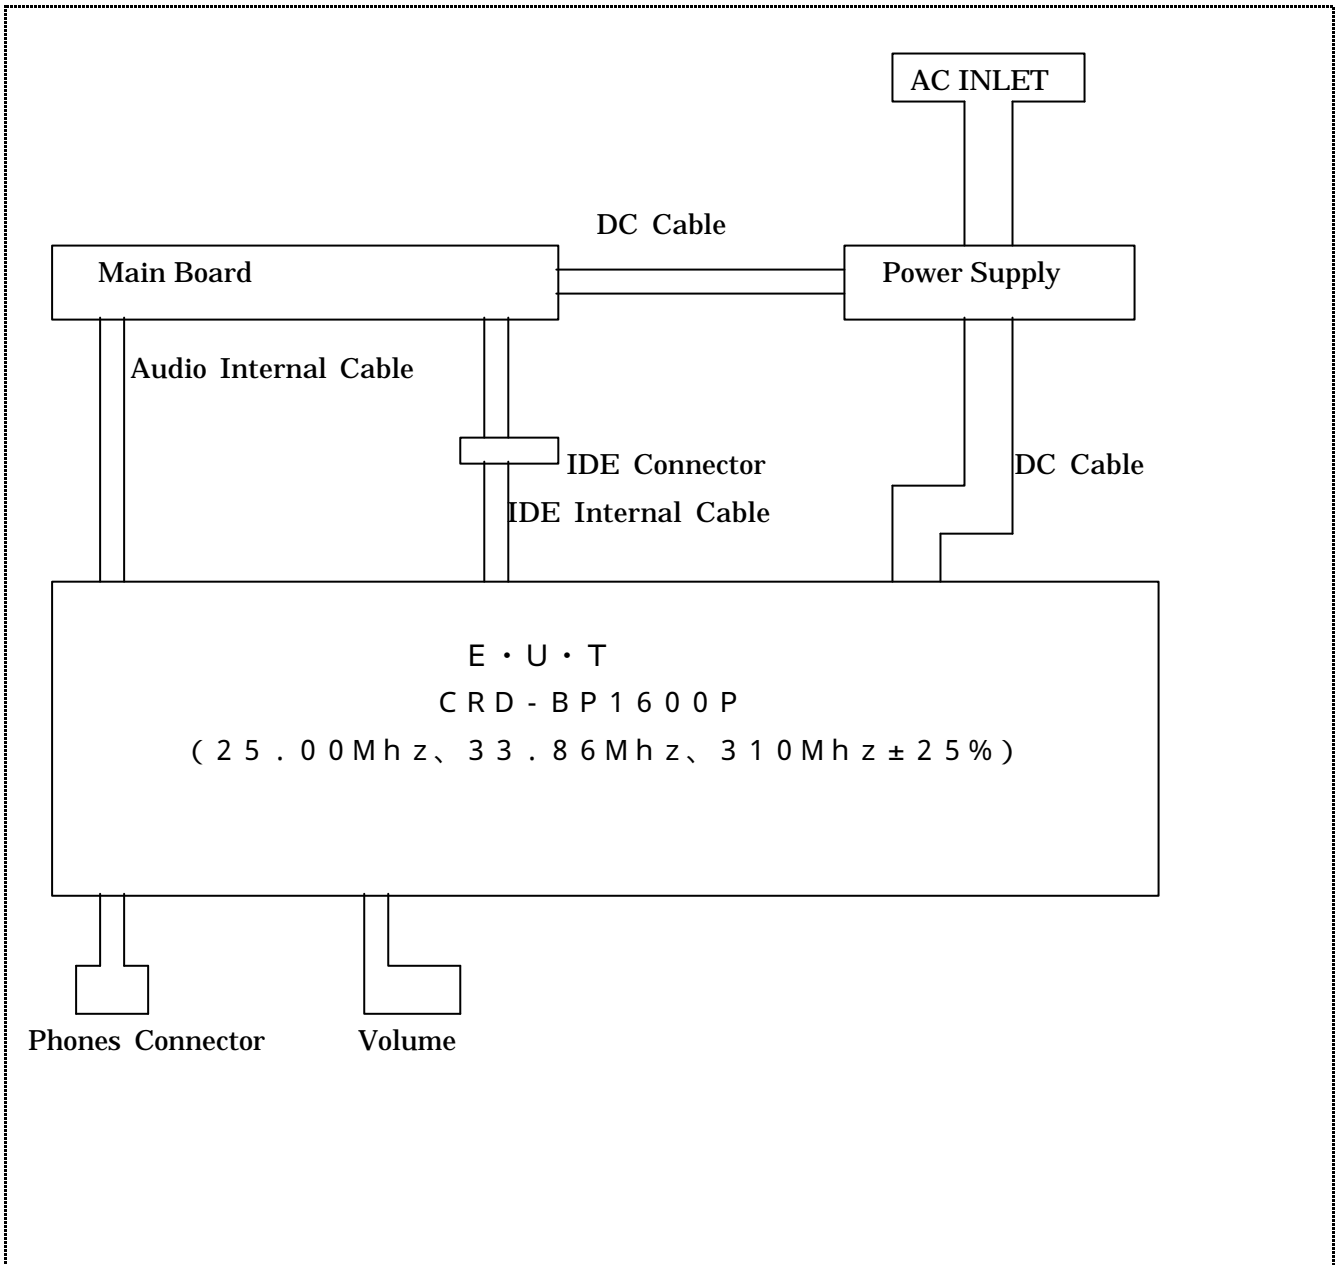 AC INLET
DC Cable
Main Board
Power Supply
Audio Internal Cable
IDE Connector
DC Cable
IDE Internal Cable
E・U・T
CRD-BP1600P
(25.00Mhz、33.86Mhz、310Mhz±25%)
Phones Connector
Volume